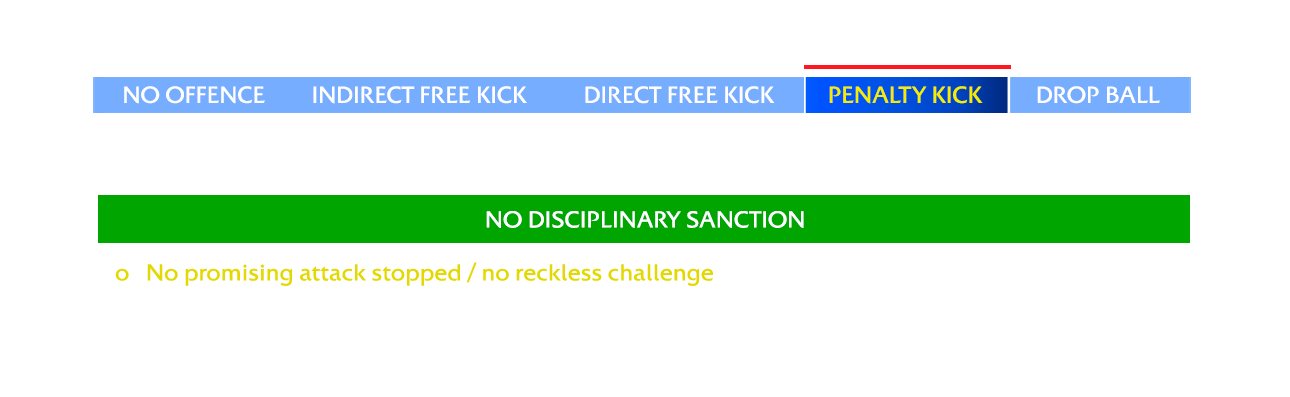 NO OFFENCE INDIRECT FREE KICK DIRECT FREE KICK PENALTY KICK DROP BALL
NO DISCIPLINARY SANCTION
o No promising attack stopped / no reckless challenge